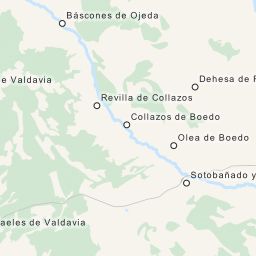 Báscones de Ojeda
de Valdavia
Dehesa de
Revilla de Collazos
Collazos de Boedo
Olea de Boedo
Sotobañado y
aeles de Valdavia